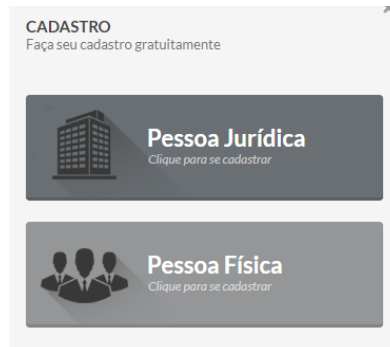 CADASTRO
Faça seu cadastro gratuitamente
Pessoa Jurídica
Clique para se cadastrar
Pessoa Física
Clique para se cadastrar